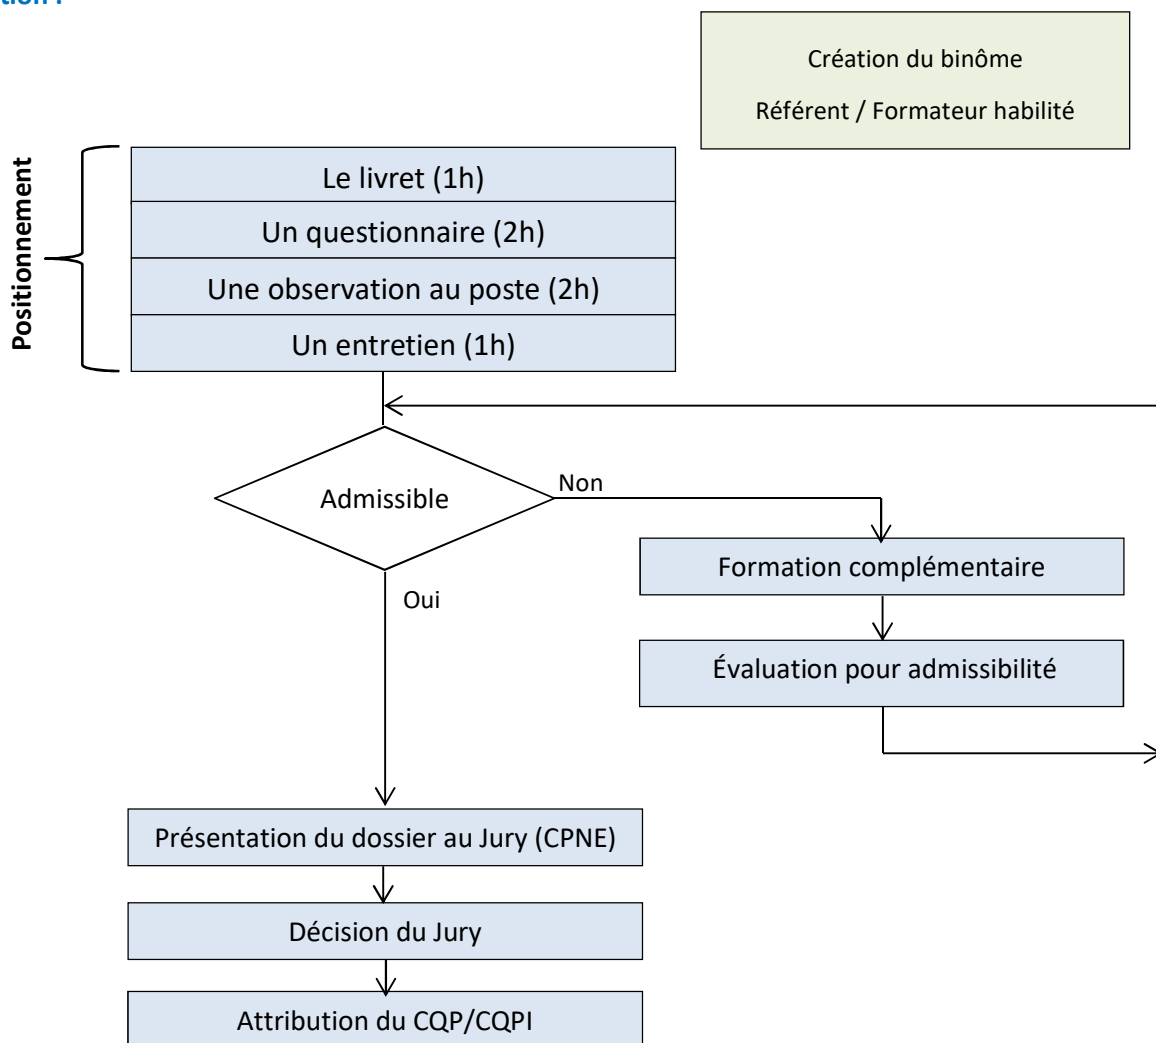 Création du binôme
Référent / Formateur habilité
Positionnement
Le livret (1h)
Un questionnaire (2h)
Une observation au poste (2h)
Un entretien (1h)
Admissible
Non
Formation complémentaire
Oui
Évaluation pour admissibilité
Présentation du dossier au Jury (CPNE)
Décision du Jury
Attribution du CQP/CQPI